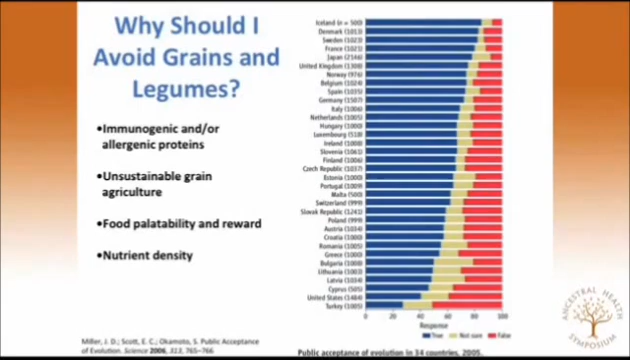 Why Should I
Avoid Grains and
Legumes?
•Immunogenic and/or
allergenic proteins
•Unsustainable grain
agriculture
•Food palatability and reward
•Nutrient density
Miller, J. D.; Scott, E. C.; Okamoto, S. Public Acceptance
of Evolution. Science 2006, 313, 765–766
Iceland (n = 500)
Denmark (1013)
Sweden (1023)
France (1021)
Japan (2146)
United Kingdom (1308)
Norway (976)
Belgium (1024)
Spain (1035)
Germany (1507)
Italy (1006)
Netherlands (1005)
Hungary (1000)
Luxembourg (518)
Ireland (1008)
Slovenia (1061)
Finland (1006)
Czech Republic (1037)
Estonia (1000)
Portugal (1009)
Malta (500)
Switzerland (999)
Slovak Republic (1241)
Poland (999)
Austria (1034)
Croatia (1000)
Romania (1005)
Greece (1000)
Bulgaria (1008)
Lithuania (1003)
Latvia (1034)
Cyprus (505)
United States (1484)
Turkey (1005)
0 20 40 60 80 100
Response
True Not sure False
Public acceptance of evolution in 34 countries, 2005.
ANCESTRAL HEALTH
SYMPOSIUM